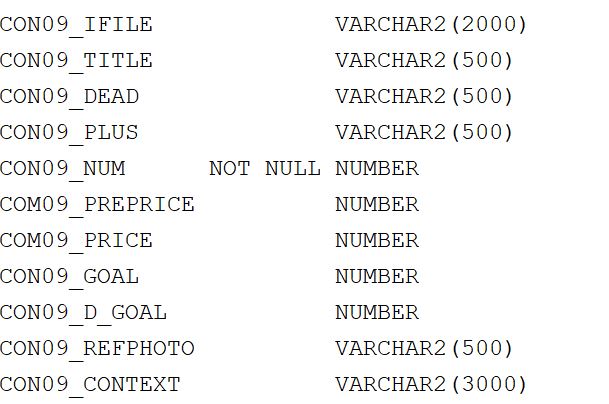 CON09_IFILE VARCHAR2(2000)
CON09_TITLE VARCHAR2(500)
CON09_DEAD VARCHAR2(500)
CON09_PLUS VARCHAR2(500)
CON09_NUM NOT NULL NUMBER
COM09_PREPRICE NUMBER
COM09_PRICE NUMBER
CON09_GOAL NUMBER
CON09_D_GOAL NUMBER
CON09_REFPHOTO VARCHAR2(500)
CON09_CONTEXT VARCHAR2(3000)